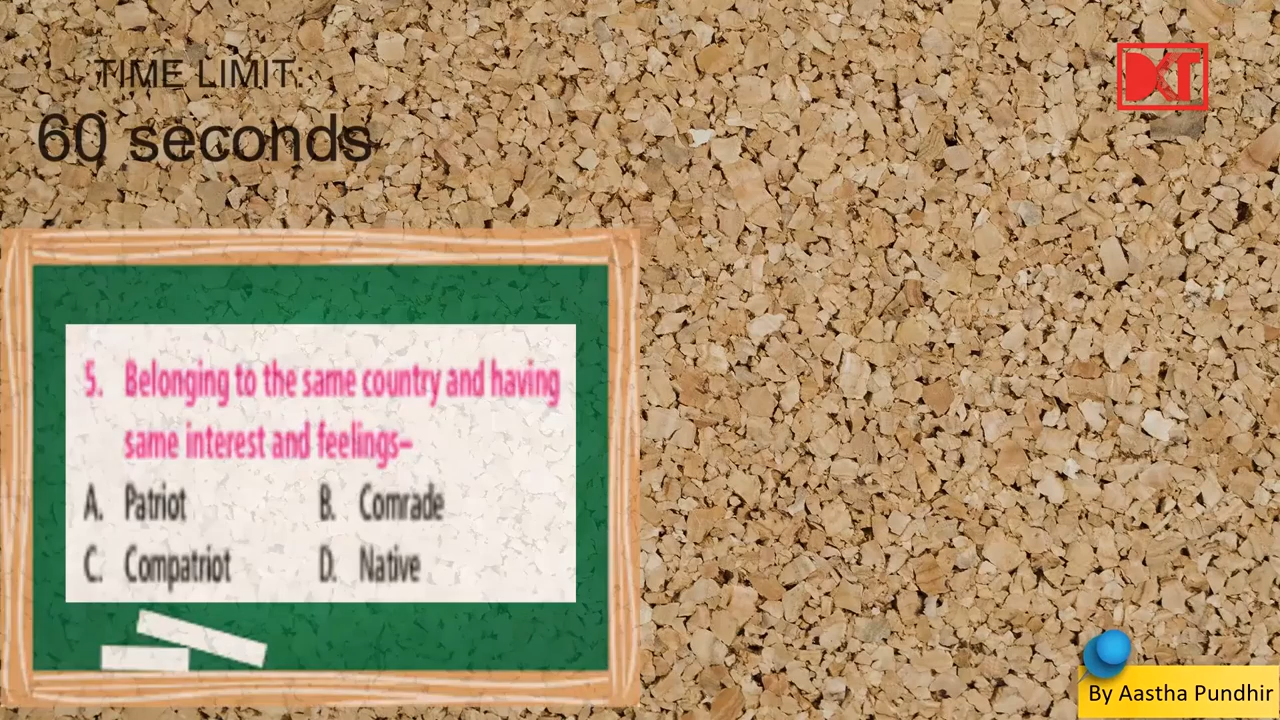 TIME LIMIT:
60 seconds
DKT
5. Belonging to the same country and having
same interest and feelings–
A. Patriot B. Comrade
C. Compatriot D. Native
By Aastha Pundhir